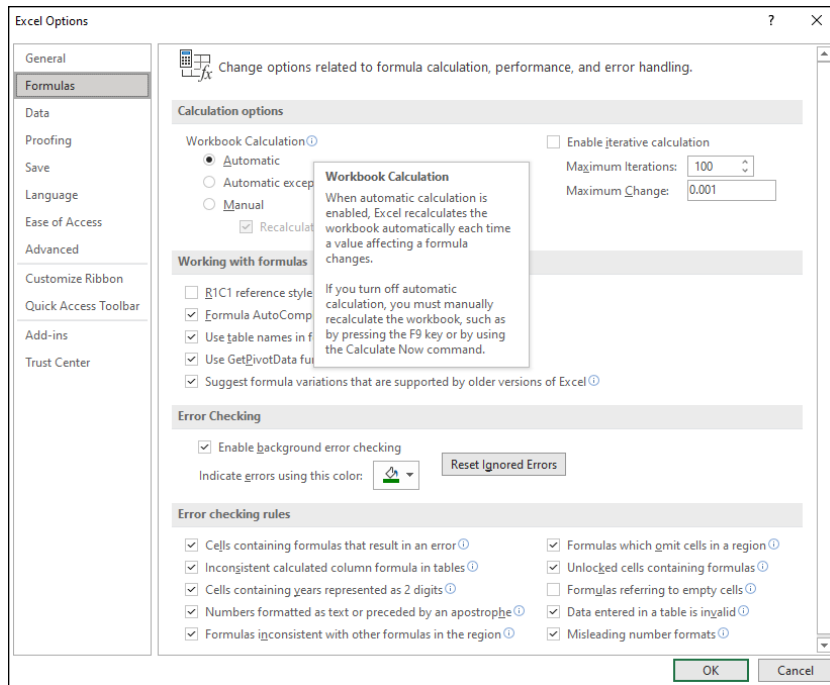 Excel Options
?
General
Formulas
Data
Proofing
Save
Language
Ease of Access
Advanced
Customize Ribbon
Quick Access Toolbar
Add-ins
Trust Center
Change options related to formula calculation, performance, and error handling.
Calculation options
Workbook Calculation
Automatic
Automatic excep
Manual
Recalculat
Enable iterative calculation
Maximum Iterations: 100
Maximum Change: 0.001
Workbook Calculation
When automatic calculation is
enabled, Excel recalculates the
workbook automatically each time
a value affecting a formula
changes.
If you turn off automatic
calculation, you must manually
recalculate the workbook, such as
by pressing the F9 key or by using
the Calculate Now command.
Working with formulas
R1C1 reference style
Formula AutoCompl
Use table names in f
Use GetPivotData fun
Suggest formula variations that are supported by older versions of Excel
Error Checking
Enable background error checking
Indicate errors using this color:
Reset Ignored Errors
Error checking rules
Cells containing formulas that result in an error
Inconsistent calculated column formula in tables
Cells containing years represented as 2 digits
Numbers formatted as text or preceded by an apostrophe
Formulas inconsistent with other formulas in the region
Formulas which omit cells in a region
Unlocked cells containing formulas
Formulas referring to empty cells
Data entered in a table is invalid
Misleading number formats
OK
Cancel